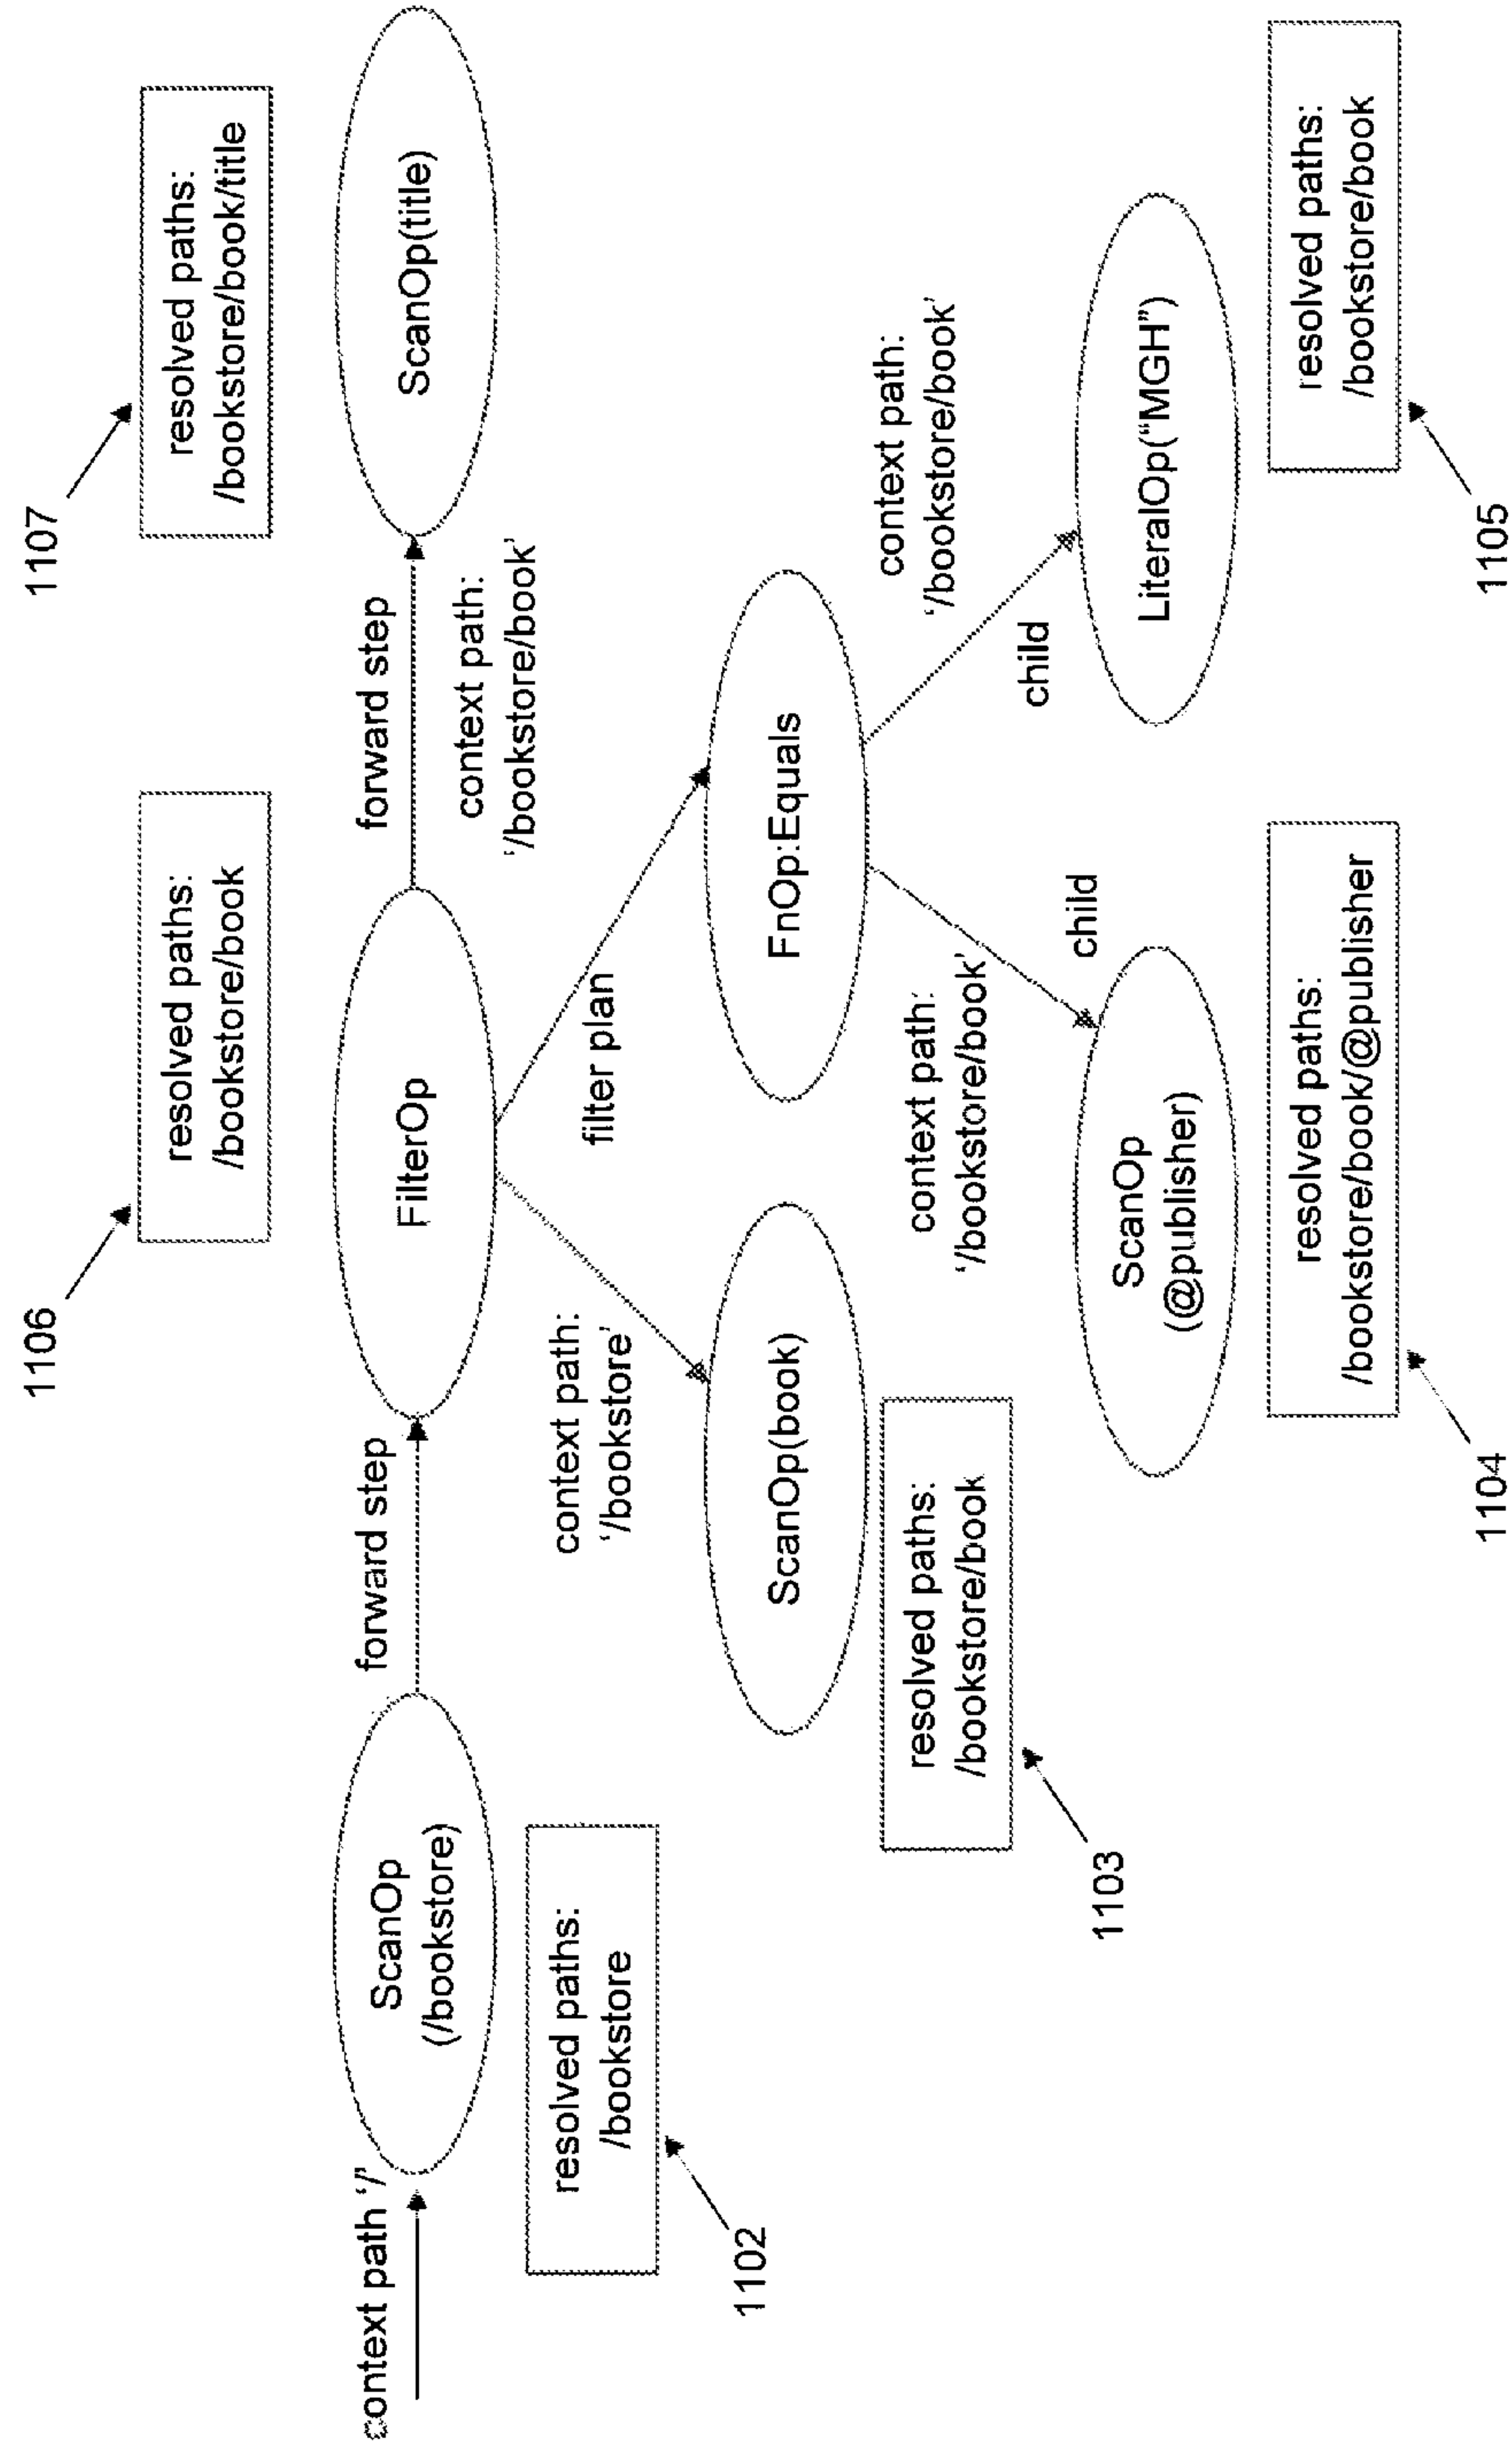 1106
1107
resolved paths:
/bookstore/book
resolved paths:
/bookstore/book/title
context path ‘/’
ScanOp
(/bookstore)
forward step
FilterOp
forward step
ScanOp(title)
context path:
‘/bookstore/book’
resolved paths:
/bookstore
1102
context path:
‘/bookstore’
filter plan
ScanOp(book)
FnOp:Equals
resolved paths:
/bookstore/book
1103
context path:
‘/bookstore/book’
child
child
context path:
‘/bookstore/book’
ScanOp
(@publisher)
LiteralOp(“MGH”)
resolved paths:
/bookstore/book/@publisher
resolved paths:
/bookstore/book
1104
1105